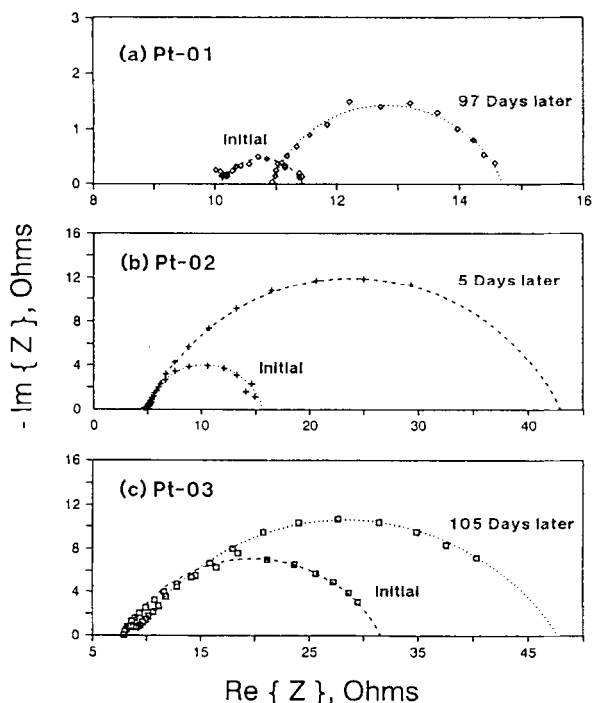 3
(a) Pt-01
2
97 Days later
Initial
1
0
8 10 12 14 16
16
(b) Pt-02
12
5 Days later
8
Initial
4
0
0 10 20 30 40
16
(c) Pt-03
12
105 Days later
8
Initial
4
0
5 15 25 35 45
- Im { Z }, Ohms
Re { Z }, Ohms